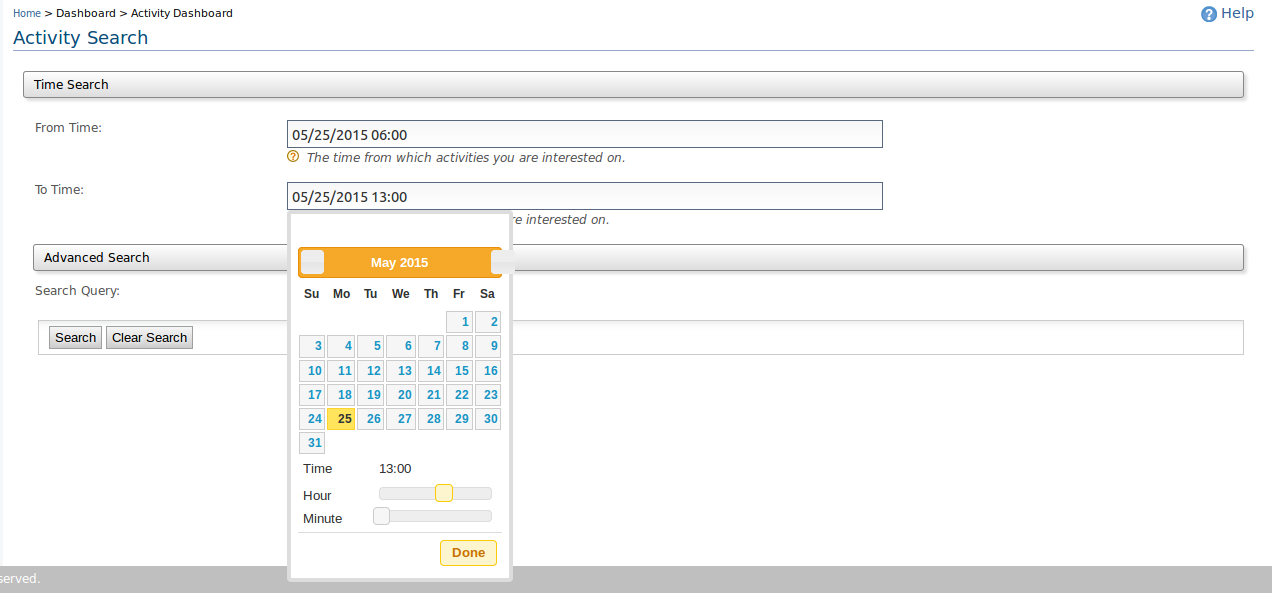 Home > Dashboard > Activity Dashboard
Help
Activity Search
Time Search
From Time:
05/25/2015 06:00
The time from which activities you are interested on.
To Time:
05/25/2015 13:00
re interested on.
Advanced Search
May 2015
Search Query:
Su Mo Tu We Th Fr Sa
1 2
Search Clear Search
3 4 5 6 7 8 9
10 11 12 13 14 15 16
17 18 19 20 21 22 23
24 25 26 27 28 29 30
31
Time 13:00
Hour
Minute
Done
served.